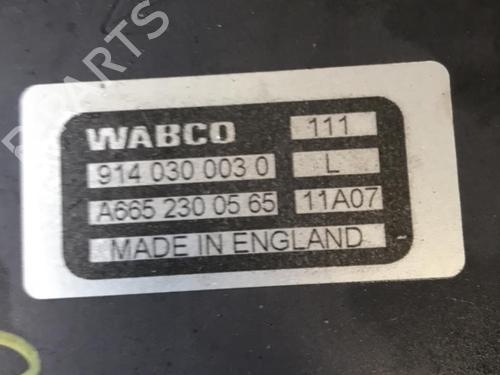 WABCO 111
914 030 003 0 L
A665 230 05 65 11A07
MADE IN ENGLAND